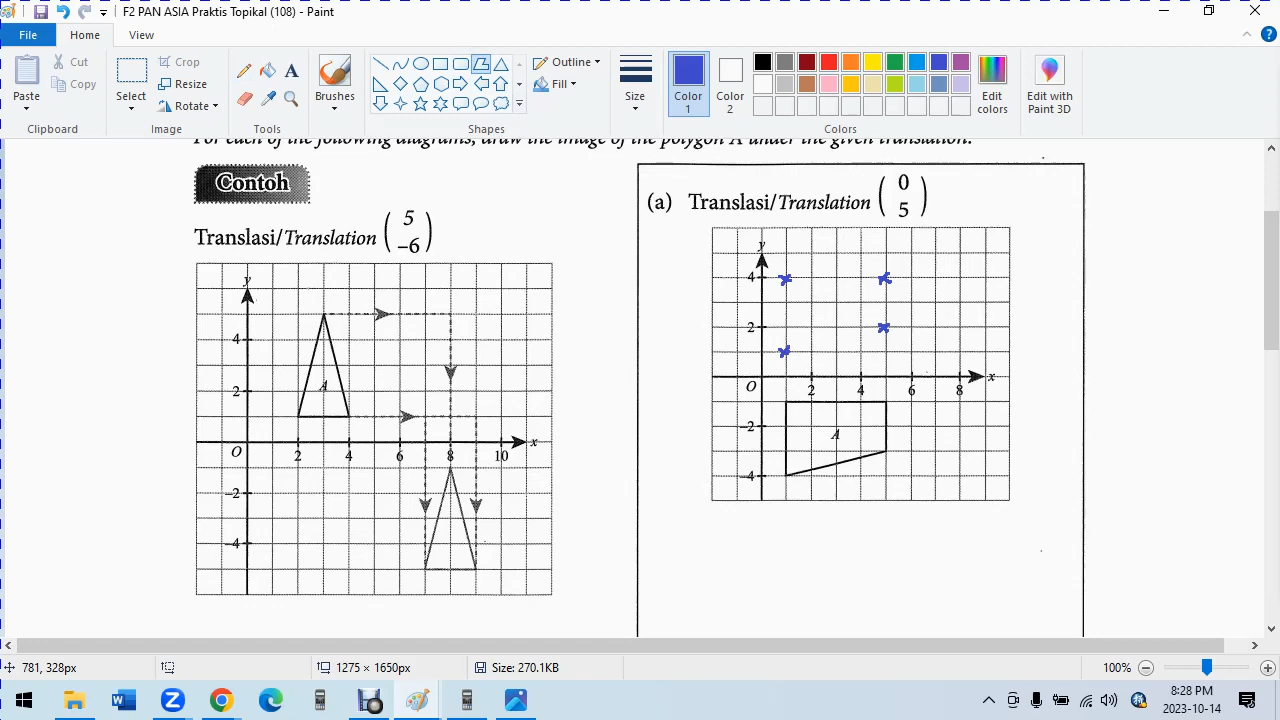 F2 PAN ASIA Praktis Topikal (108) - Paint
File Home View
Paste
Cut
Copy
Clipboard
Select
Crop
Resize
Rotate
Image
A
Tools
Brushes
Outline
Fill
Shapes
Size
Color 1
Color 2
Edit colors
Colors
Edit with Paint 3D
For each of the following diagrams, draw the image of the polygon A under the given translation.
Contoh
Translasi/Translation ( 5 –6 )
y
4
2
A
O 2 4 6 8 10 x
–2
–4
(a) Translasi/Translation ( 0 5 )
y
4
2
O 2 4 6 8 x
–2
A
–4
781, 328px
1275 × 1650px
Size: 270.1KB
100%
8:28 PM
2023-10-14